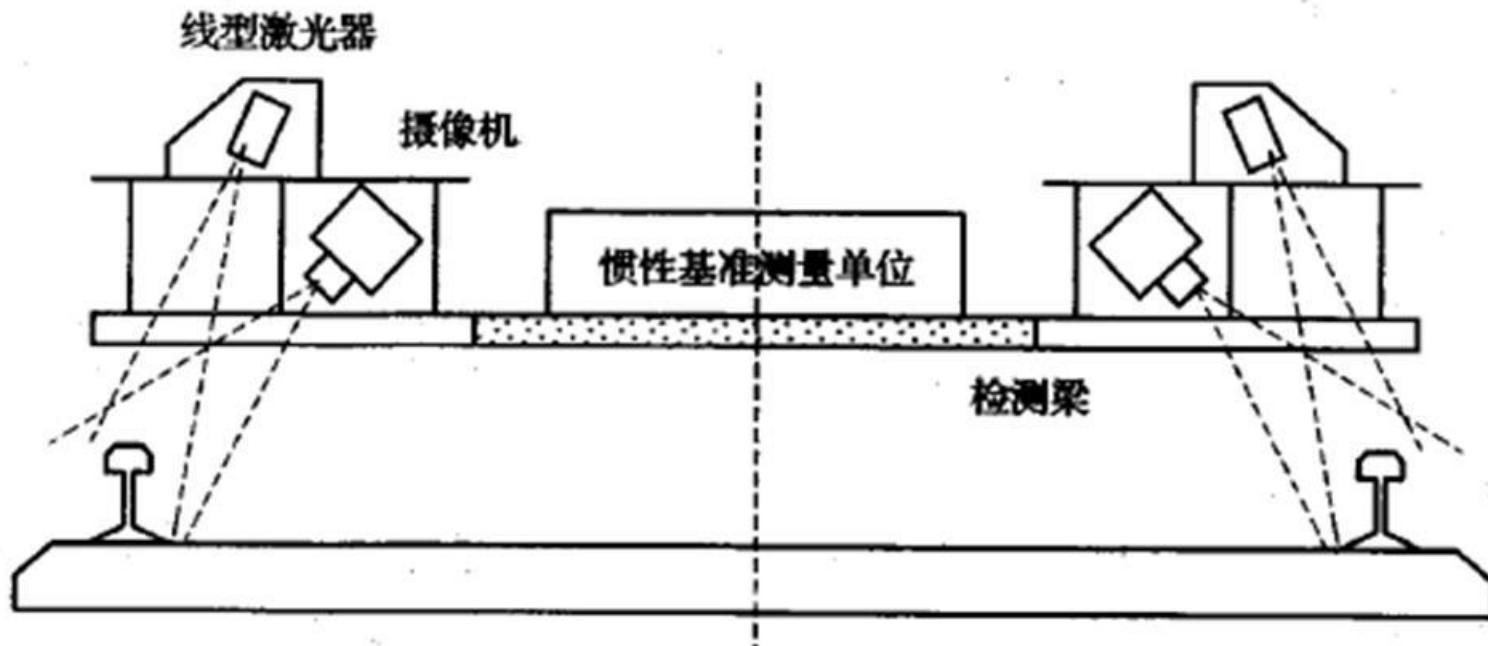 线型激光器
摄像机
惯性基准测量单位
检测梁